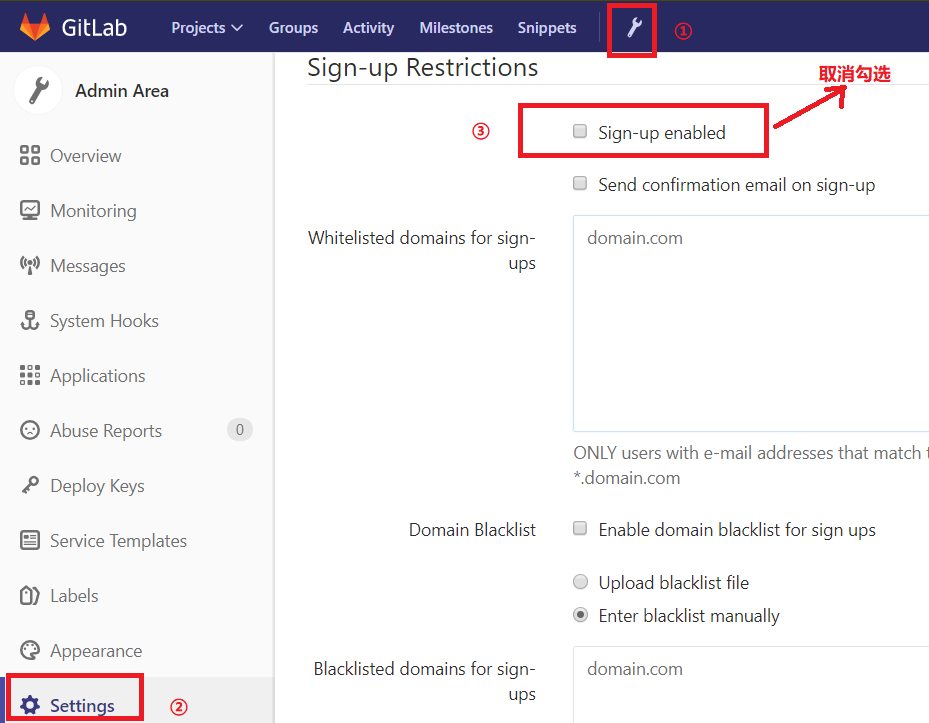 GitLab Projects Groups Activity Milestones Snippets ①
Admin Area
Overview
Monitoring
Messages
System Hooks
Applications
Abuse Reports 0
Deploy Keys
Service Templates
Labels
Appearance
Settings ②
Sign-up Restrictions
取消勾选
③ Sign-up enabled
Send confirmation email on sign-up
Whitelisted domains for sign-
ups
domain.com
ONLY users with e-mail addresses that match
*.domain.com
Domain Blacklist Enable domain blacklist for sign ups
Upload blacklist file
Enter blacklist manually
Blacklisted domains for sign-
ups
domain.com